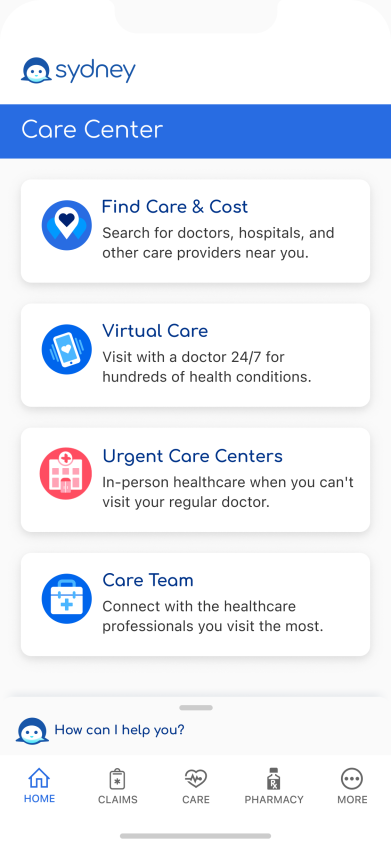 sydney
Care Center
Find Care & Cost
Search for doctors, hospitals, and
other care providers near you.
Virtual Care
Visit with a doctor 24/7 for
hundreds of health conditions.
Urgent Care Centers
In-person healthcare when you can't
visit your regular doctor.
Care Team
Connect with the healthcare
professionals you visit the most.
How can I help you?
HOME
CLAIMS
CARE
Rx
PHARMACY
MORE